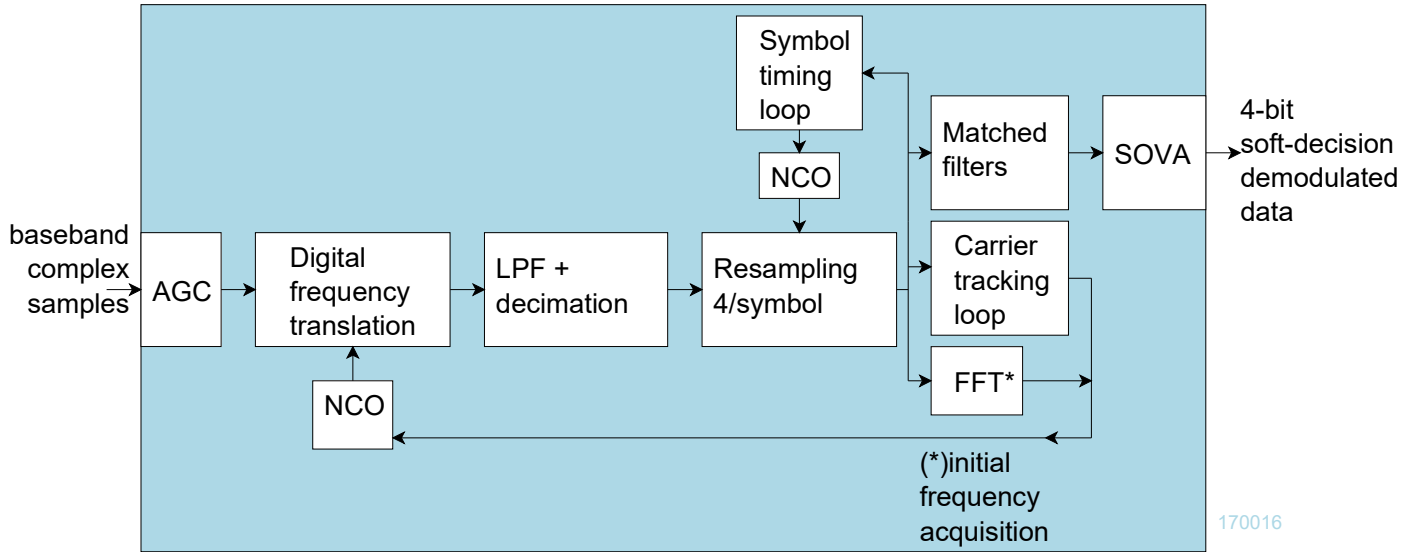 baseband
complex
samples
AGC
Digital
frequency
translation
NCO
LPF +
decimation
Resampling
4/symbol
Symbol
timing
loop
NCO
Matched
filters
SOVA
4-bit
soft-decision
demodulated
data
Carrier
tracking
loop
FFT*
(*)initial
frequency
acquisition
170016